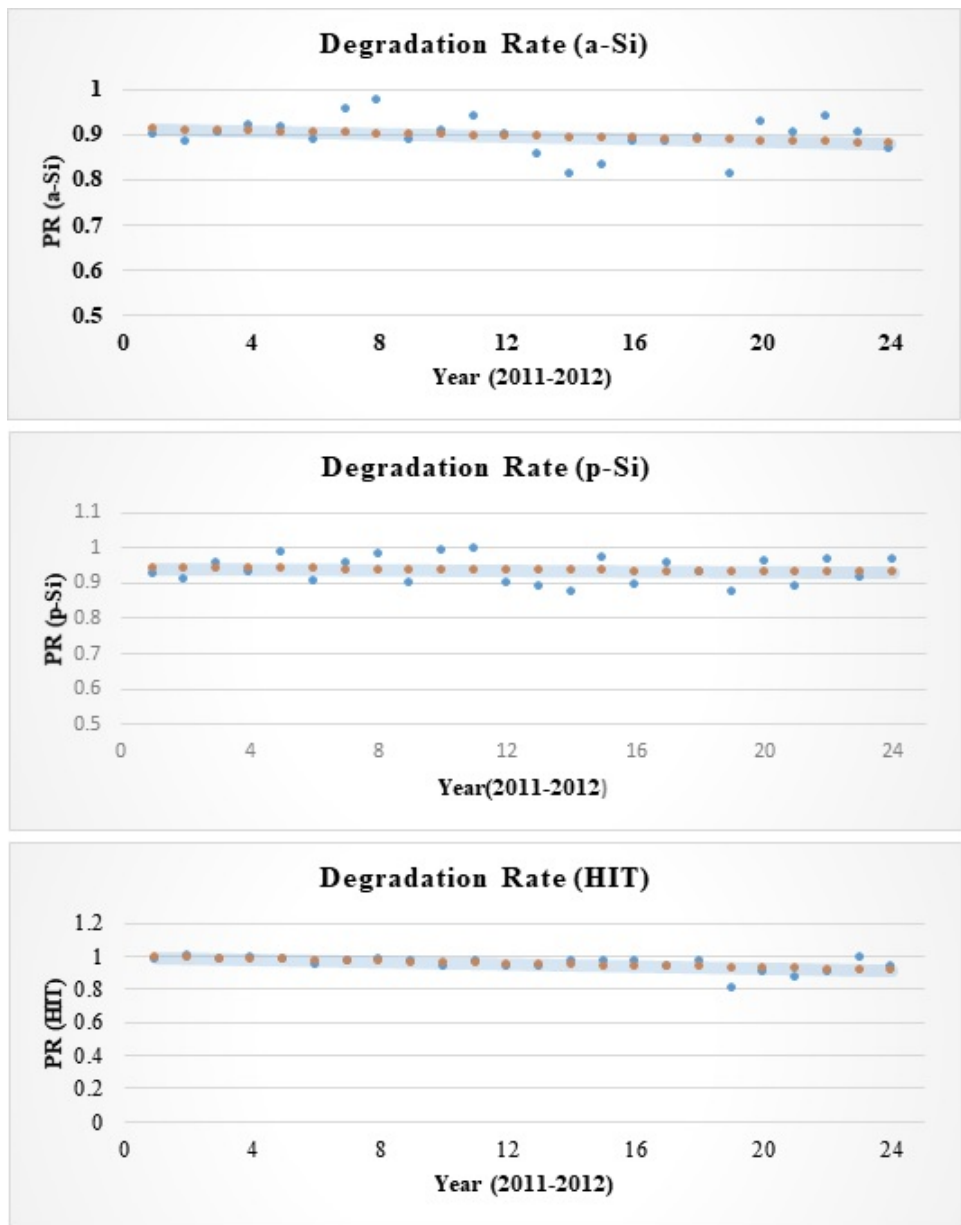 Degradation Rate (a-Si)
1
0.9
0.8
0.7
0.6
0.5
PR (a-Si)
0 4 8 12 16 20 24
Year (2011-2012)
Degradation Rate (p-Si)
1.1
1
0.9
0.8
0.7
0.6
0.5
PR (p-Si)
0 4 8 12 16 20 24
Year(2011-2012)
Degradation Rate (HIT)
1.2
1
0.8
0.6
0.4
0.2
0
PR (HIT)
0 4 8 12 16 20 24
Year (2011-2012)